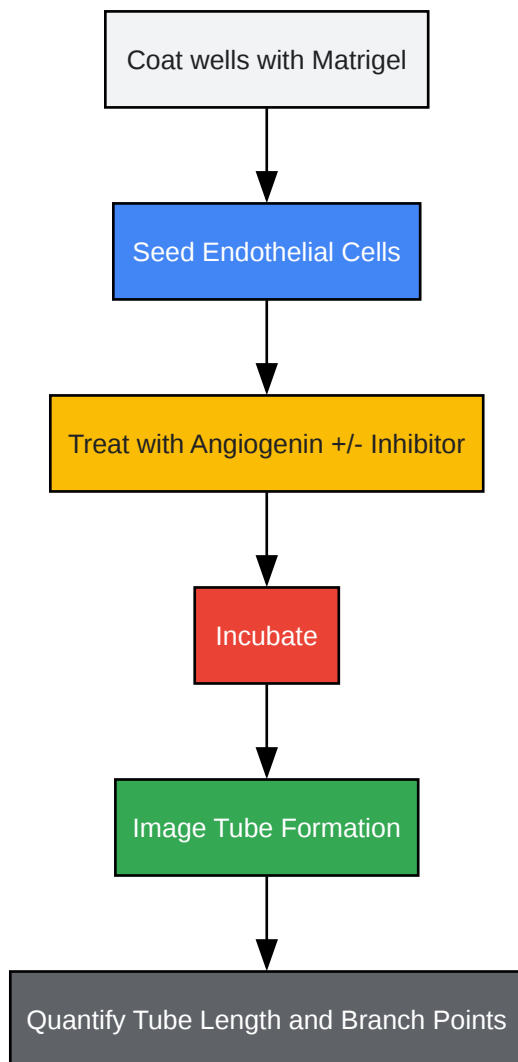 Coat wells with Matrigel
Seed Endothelial Cells
Treat with Angiogenin +/- Inhibitor
Incubate
Image Tube Formation
Quantify Tube Length and Branch Points